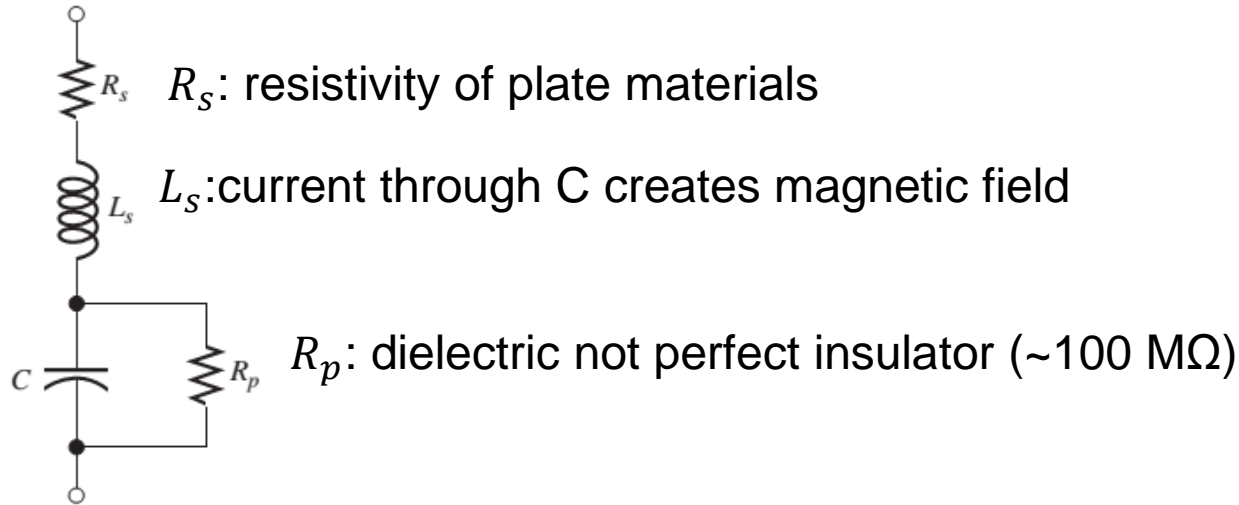 R_s R_s: resistivity of plate materials
L_s L_s:current through C creates magnetic field
C R_p R_p: dielectric not perfect insulator (~100 MΩ)